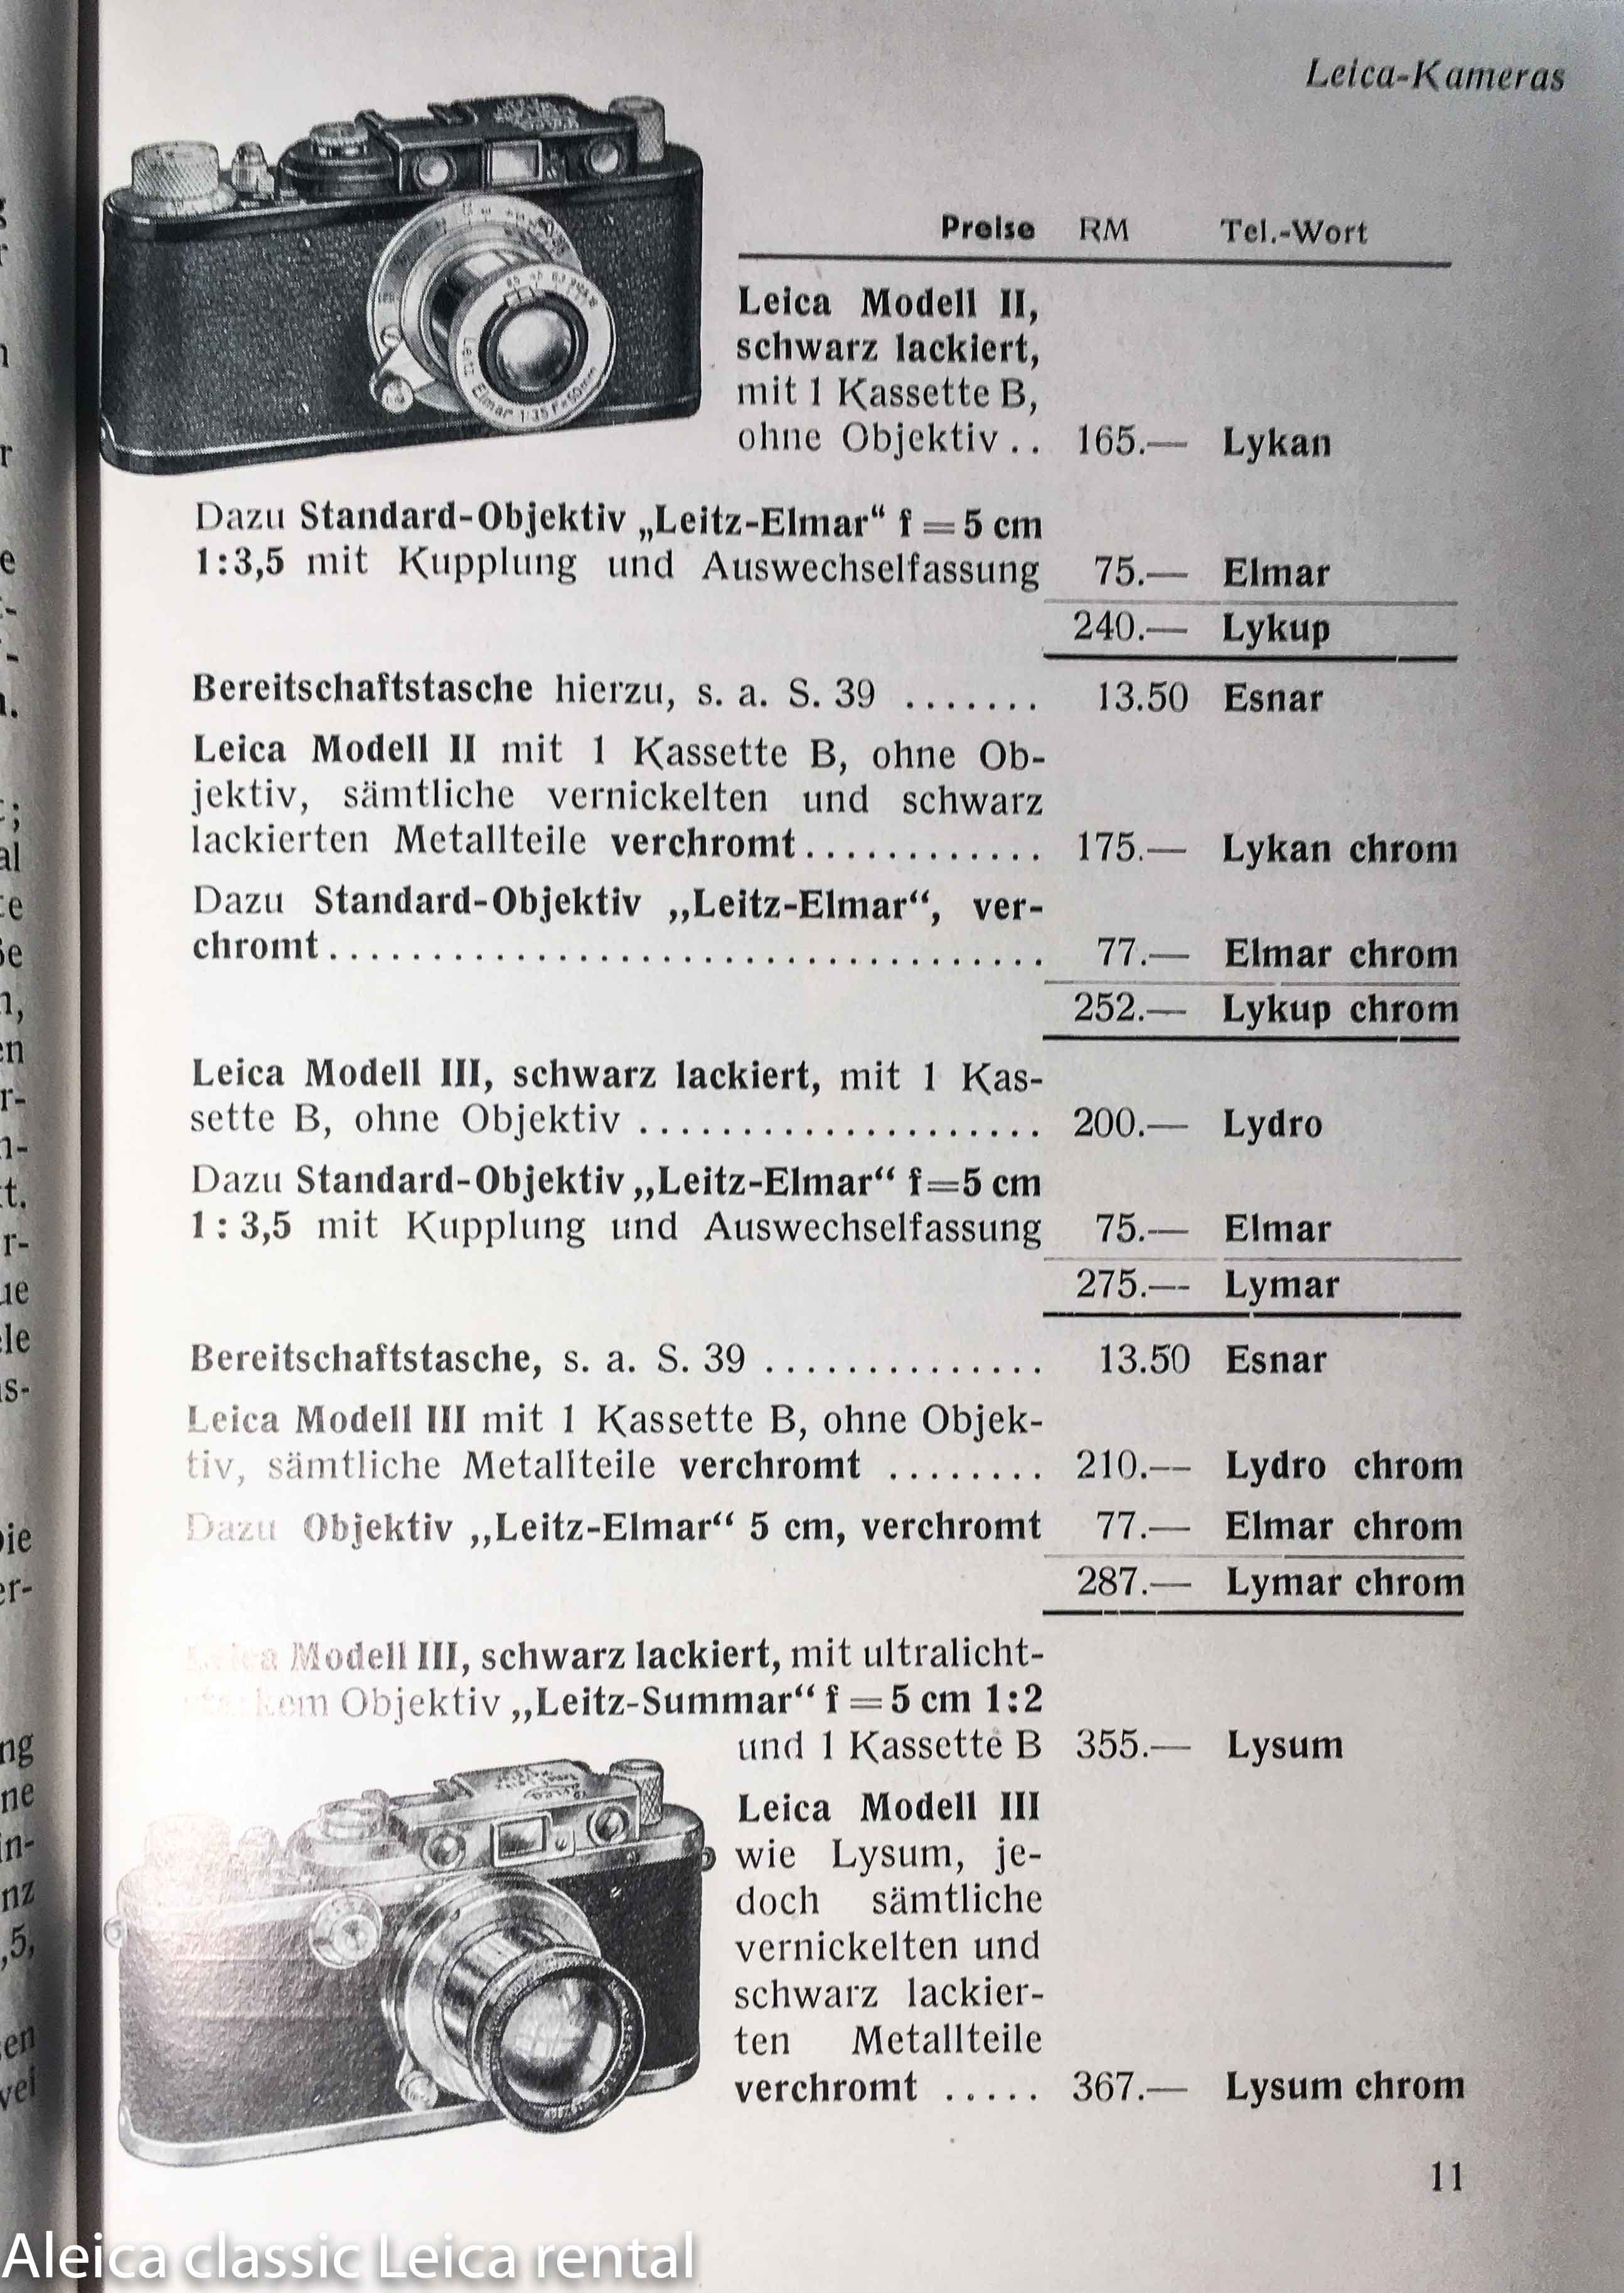 Leica-Kameras
Preise RM Tel.-Wort
Leica Modell II,
schwarz lackiert,
mit 1 Kassette B,
ohne Objektiv .. 165.— Lykan
Leitz Elmar 1:3,5 F=50mm
Dazu Standard-Objektiv „Leitz-Elmar“ f = 5 cm
1:3,5 mit Kupplung und Auswechselfassung 75.— Elmar
240.— Lykup
Bereitschaftstasche hierzu, s. a. S. 39 ....... 13.50 Esnar
Leica Modell II mit 1 Kassette B, ohne Ob-
jektiv, sämtliche vernickelten und schwarz
lackierten Metallteile verchromt............ 175.— Lykan chrom
Dazu Standard-Objektiv „Leitz-Elmar“, ver-
chromt................................... 77.— Elmar chrom
252.— Lykup chrom
Leica Modell III, schwarz lackiert, mit 1 Kas-
sette B, ohne Objektiv .................... 200.— Lydro
Dazu Standard-Objektiv „Leitz-Elmar“ f=5 cm
1:3,5 mit Kupplung und Auswechselfassung 75.— Elmar
275.— Lymar
Bereitschaftstasche, s. a. S. 39 .............. 13.50 Esnar
Leica Modell III mit 1 Kassette B, ohne Objek-
tiv, sämtliche Metallteile verchromt ........ 210.— Lydro chrom
Dazu Objektiv „Leitz-Elmar“ 5 cm, verchromt 77.— Elmar chrom
287.— Lymar chrom
Leica Modell III, schwarz lackiert, mit ultralicht-
starkem Objektiv „Leitz-Summar“ f = 5 cm 1:2
und 1 Kassette B 355.— Lysum
Leica Modell III
wie Lysum, je-
doch sämtliche
vernickelten und
schwarz lackier-
ten Metallteile
verchromt ..... 367.— Lysum chrom
11
Aleica classic Leica rental